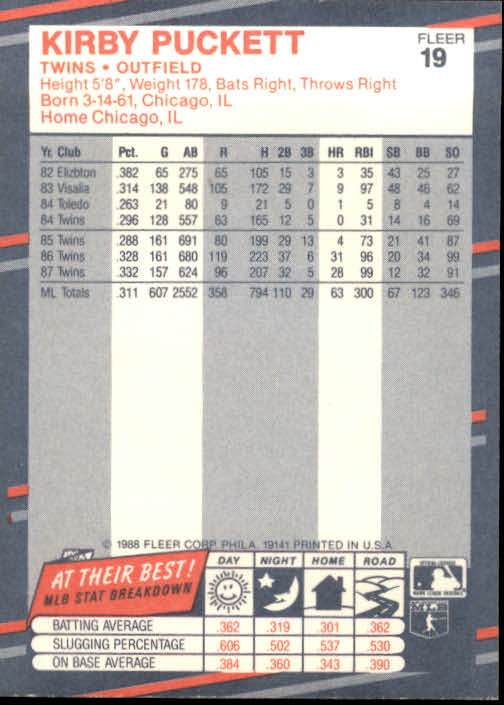 KIRBY PUCKETT
FLEER
19
TWINS • OUTFIELD
Height 5'8", Weight 178, Bats Right, Throws Right
Born 3-14-61, Chicago, IL
Home Chicago, IL
Yr. Club Pct. G AB R H 2B 3B HR RBI SB BB SO
82 Elizbton .382 65 275 65 105 15 3 3 35 43 25 27
83 Visalia .314 138 548 105 172 29 7 9 97 48 46 62
84 Toledo .263 21 80 9 21 5 0 1 5 8 4 14
84 Twins .296 128 557 63 165 12 5 0 31 14 16 69
85 Twins .288 161 691 80 199 29 13 4 73 21 41 87
86 Twins .328 161 680 119 223 37 6 31 96 20 34 99
87 Twins .332 157 624 96 207 32 5 28 99 12 32 91
ML Totals .311 607 2552 358 794 110 29 63 300 67 123 346
© 1988 FLEER CORP. PHILA. 19141 PRINTED IN U.S.A.
AT THEIR BEST!
MLB STAT BREAKDOWN
DAY NIGHT HOME ROAD
BATTING AVERAGE .362 .319 .301 .362
SLUGGING PERCENTAGE .606 .502 .537 .530
ON BASE AVERAGE .384 .360 .343 .390